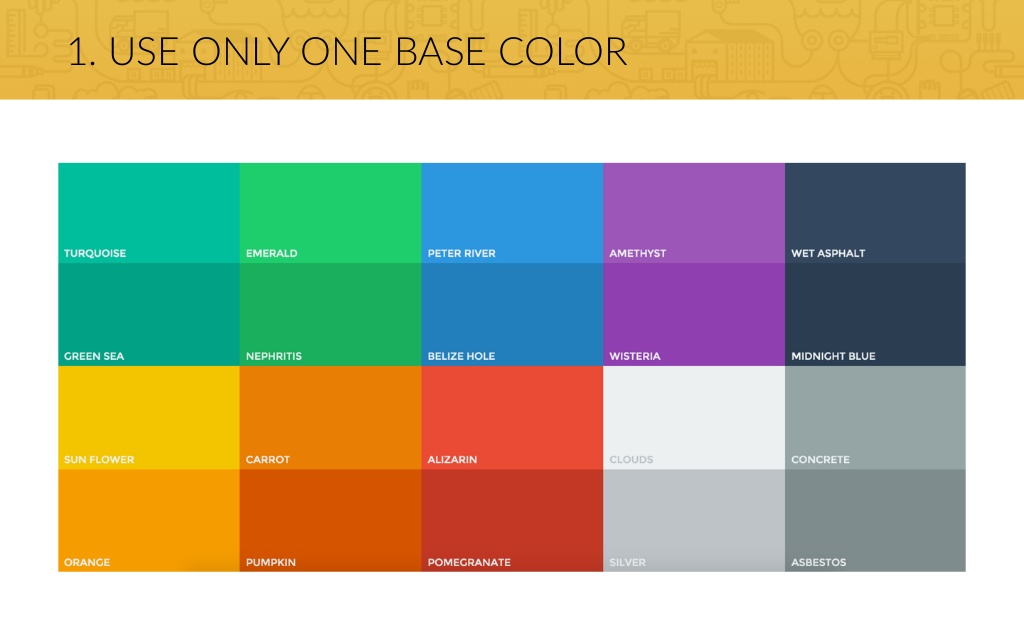 1. USE ONLY ONE BASE COLOR
TURQUOISE
EMERALD
PETER RIVER
AMETHYST
WET ASPHALT
GREEN SEA
NEPHRITIS
BELIZE HOLE
WISTERIA
MIDNIGHT BLUE
SUN FLOWER
CARROT
ALIZARIN
CLOUDS
CONCRETE
ORANGE
PUMPKIN
POMEGRANATE
SILVER
ASBESTOS